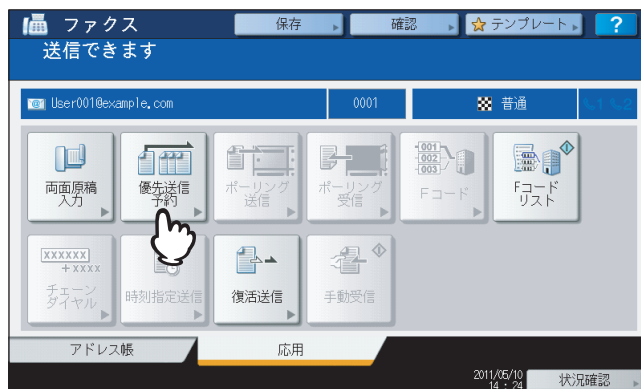 ファクス
保存
確認
テンプレート
?
送信できます
@ User001@example.com
0001
普通
1 2
両面原稿
入力
優先送信
予約
ポーリング
送信
ポーリング
受信
001
002
003
Fコード
Fコード
リスト
XXXXXX
+XXXX
チェーン
ダイヤル
時刻指定送信
復活送信
手動受信
アドレス帳
応用
2011/05/10
14:24
状況確認